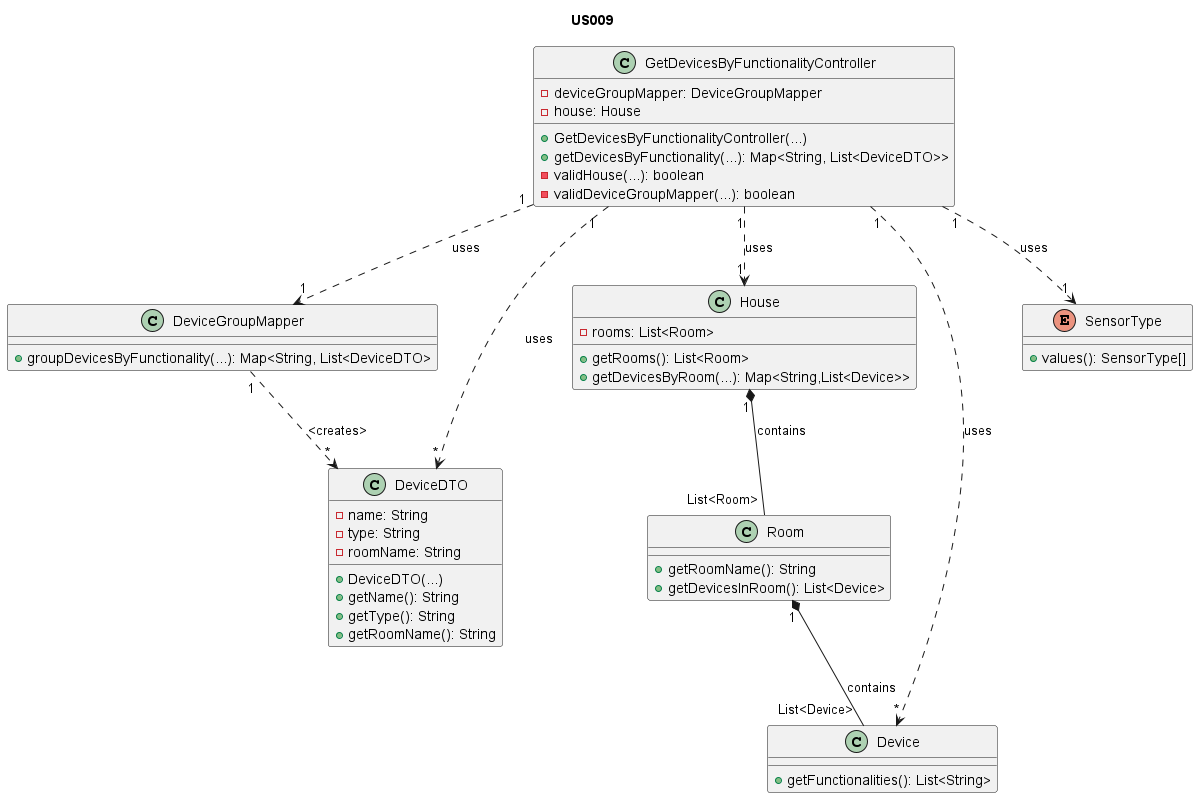 US009
C GetDevicesByFunctionalityController
deviceGroupMapper: DeviceGroupMapper
house: House
GetDevicesByFunctionalityController(...)
getDevicesByFunctionality(...): Map<String, List<DeviceDTO>>
validHouse(...): boolean
validDeviceGroupMapper(...): boolean
1
1
1
1
1
uses
uses
uses
1
1
1
C DeviceGroupMapper
groupDevicesByFunctionality(...): Map<String, List<DeviceDTO>
C House
rooms: List<Room>
getRooms(): List<Room>
getDevicesByRoom(...): Map<String,List<Device>>
E SensorType
values(): SensorType[]
uses
1
1
<creates>
contains
uses
*
*
C DeviceDTO
name: String
type: String
roomName: String
DeviceDTO(...)
getName(): String
getType(): String
getRoomName(): String
List<Room>
C Room
getRoomName(): String
getDevicesInRoom(): List<Device>
1
contains
List<Device>
*
C Device
getFunctionalities(): List<String>